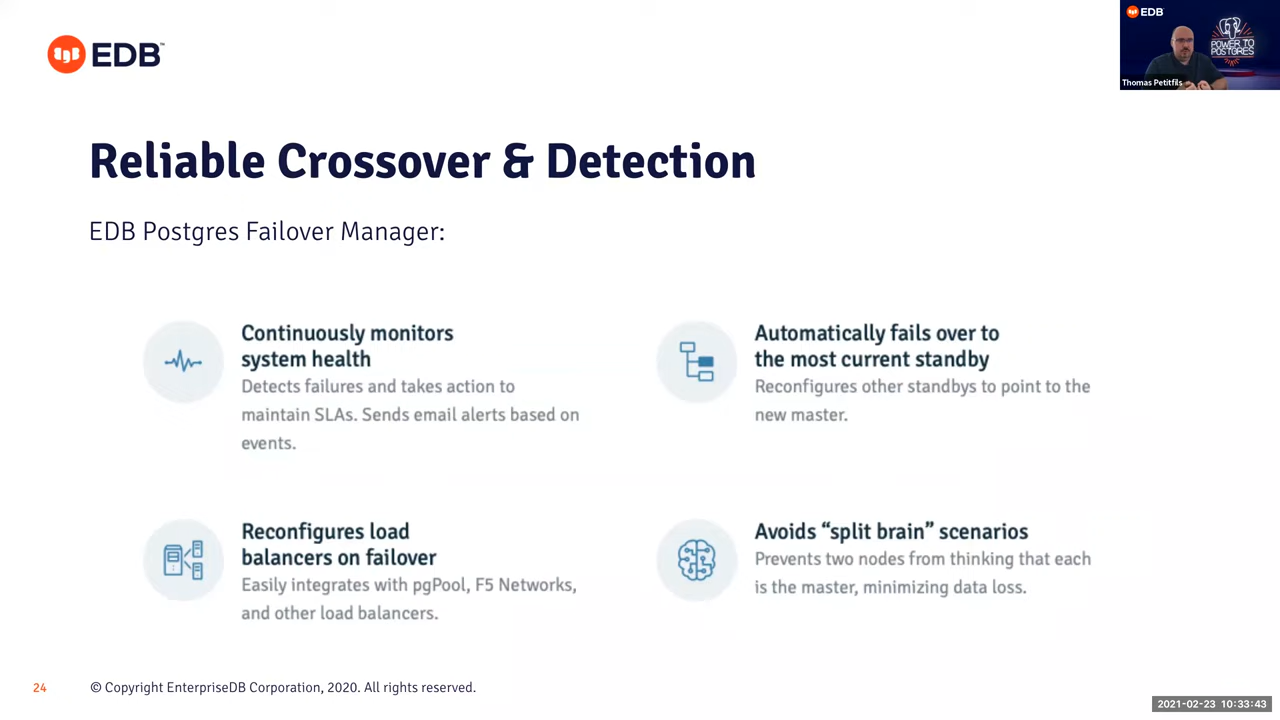 EDB™
EDB
POWER TO
POSTGRES
Thomas Petitfils
Reliable Crossover & Detection
EDB Postgres Failover Manager:
Continuously monitors
system health
Detects failures and takes action to
maintain SLAs. Sends email alerts based on
events.
Automatically fails over to
the most current standby
Reconfigures other standbys to point to the
new master.
Reconfigures load
balancers on failover
Easily integrates with pgPool, F5 Networks,
and other load balancers.
Avoids “split brain” scenarios
Prevents two nodes from thinking that each
is the master, minimizing data loss.
24
© Copyright EnterpriseDB Corporation, 2020. All rights reserved.
2021-02-23 10:33:43